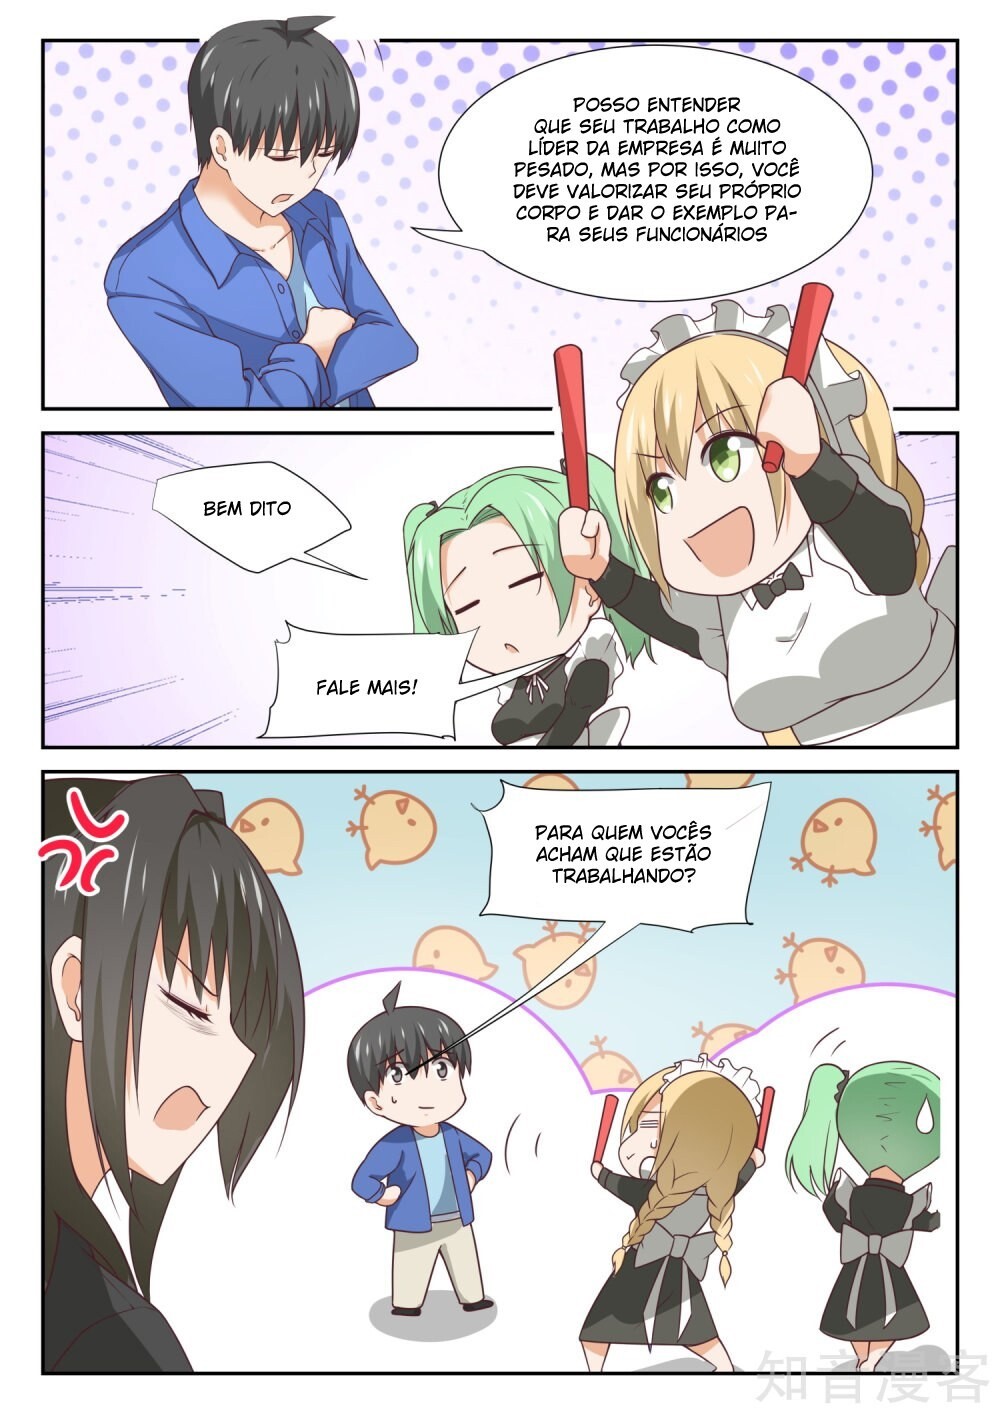 POSSO ENTENDER
QUE SEU TRABALHO COMO
LÍDER DA EMPRESA É MUITO
PESADO, MAS POR ISSO, VOCÊ
DEVE VALORIZAR SEU PRÓPRIO
CORPO E DAR O EXEMPLO PA-
RA SEUS FUNCIONÁRIOS
BEM DITO
FALE MAIS!
PARA QUEM VOCÊS
ACHAM QUE ESTÃO
TRABALHANDO?
知音漫客